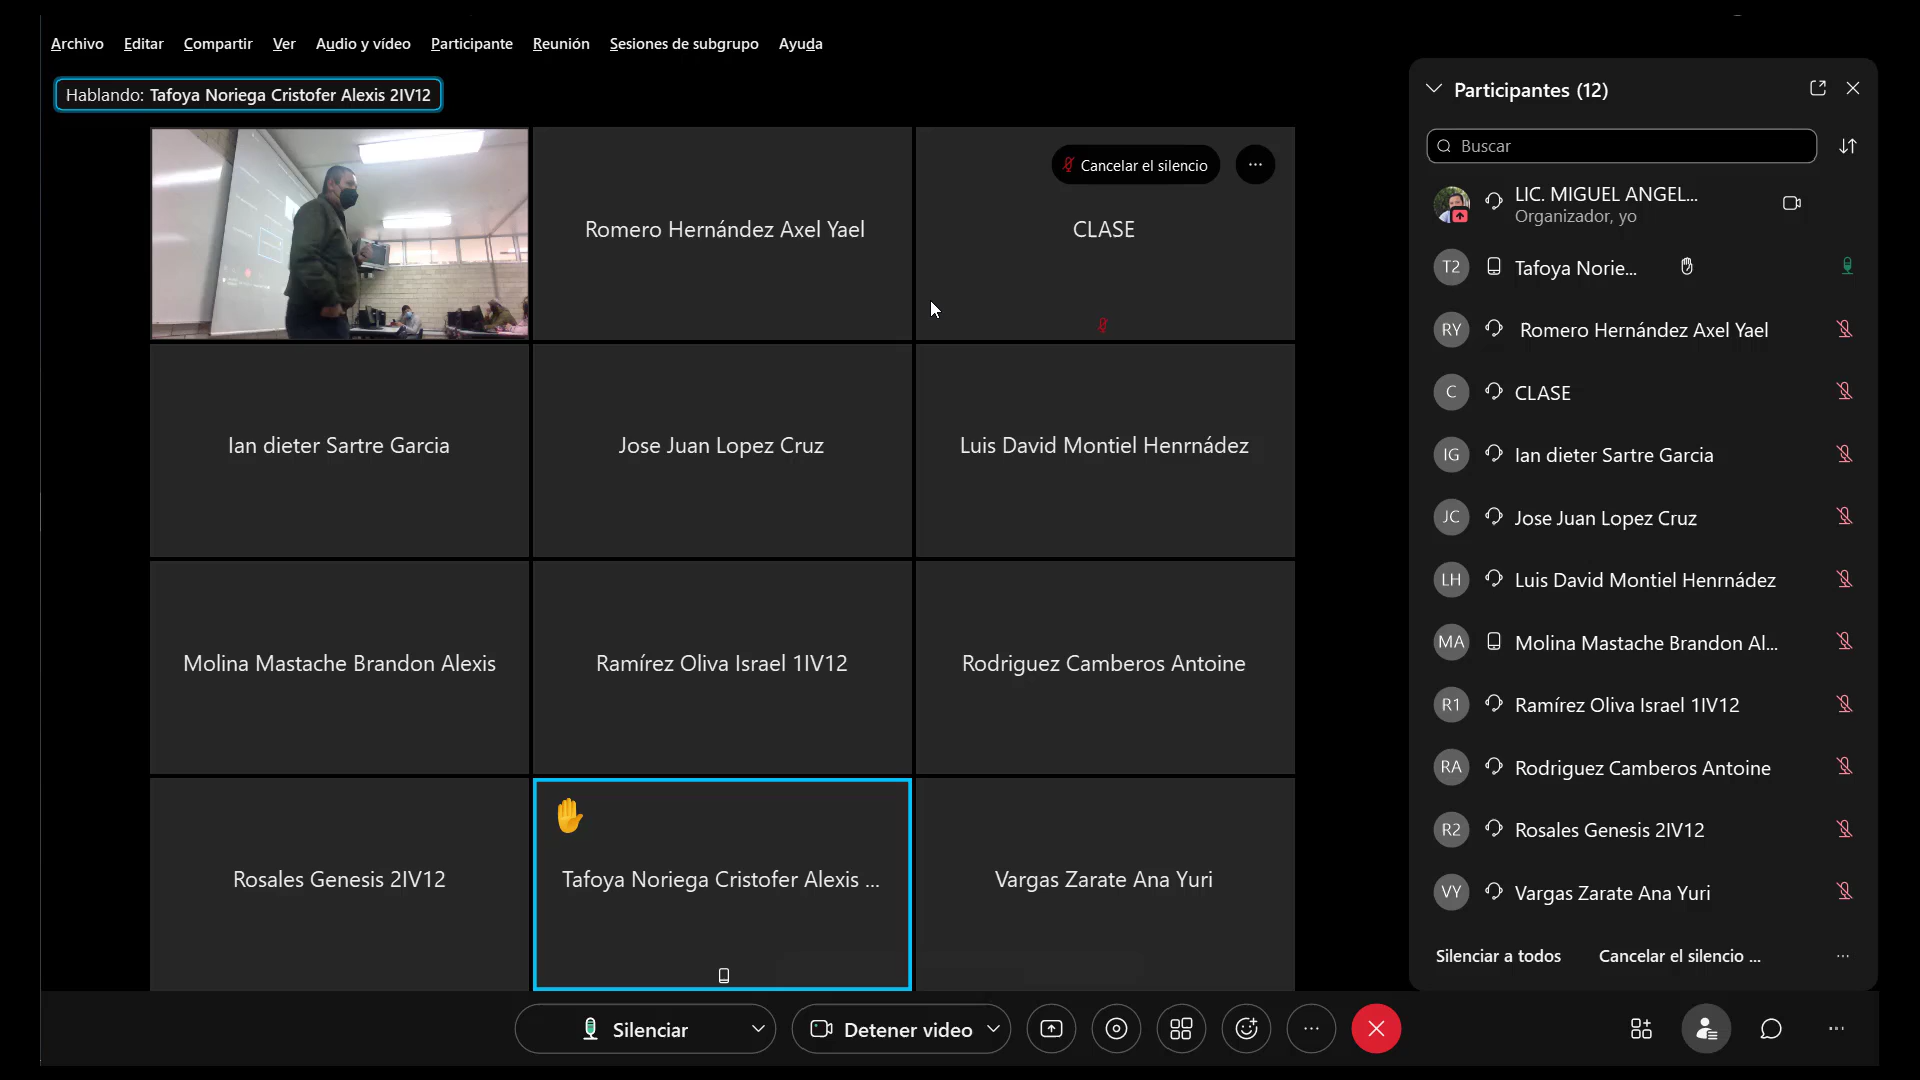 Archivo Editar Compartir Ver Audio y vídeo Participante Reunión Sesiones de subgrupo Ayuda
Hablando: Tafoya Noriega Cristofer Alexis 2IV12
Romero Hernández Axel Yael
Cancelar el silencio
CLASE
Ian dieter Sartre Garcia
Jose Juan Lopez Cruz
Luis David Montiel Henrnádez
Molina Mastache Brandon Alexis
Ramírez Oliva Israel 1IV12
Rodriguez Camberos Antoine
Rosales Genesis 2IV12
Tafoya Noriega Cristofer Alexis ...
Vargas Zarate Ana Yuri
Participantes (12)
Buscar
LIC. MIGUEL ANGEL...
Organizador, yo
T2 Tafoya Norie...
RY Romero Hernández Axel Yael
C CLASE
IG Ian dieter Sartre Garcia
JC Jose Juan Lopez Cruz
LH Luis David Montiel Henrnádez
MA Molina Mastache Brandon Al...
R1 Ramírez Oliva Israel 1IV12
RA Rodriguez Camberos Antoine
R2 Rosales Genesis 2IV12
VY Vargas Zarate Ana Yuri
Silenciar a todos Cancelar el silencio ...
Silenciar Detener video